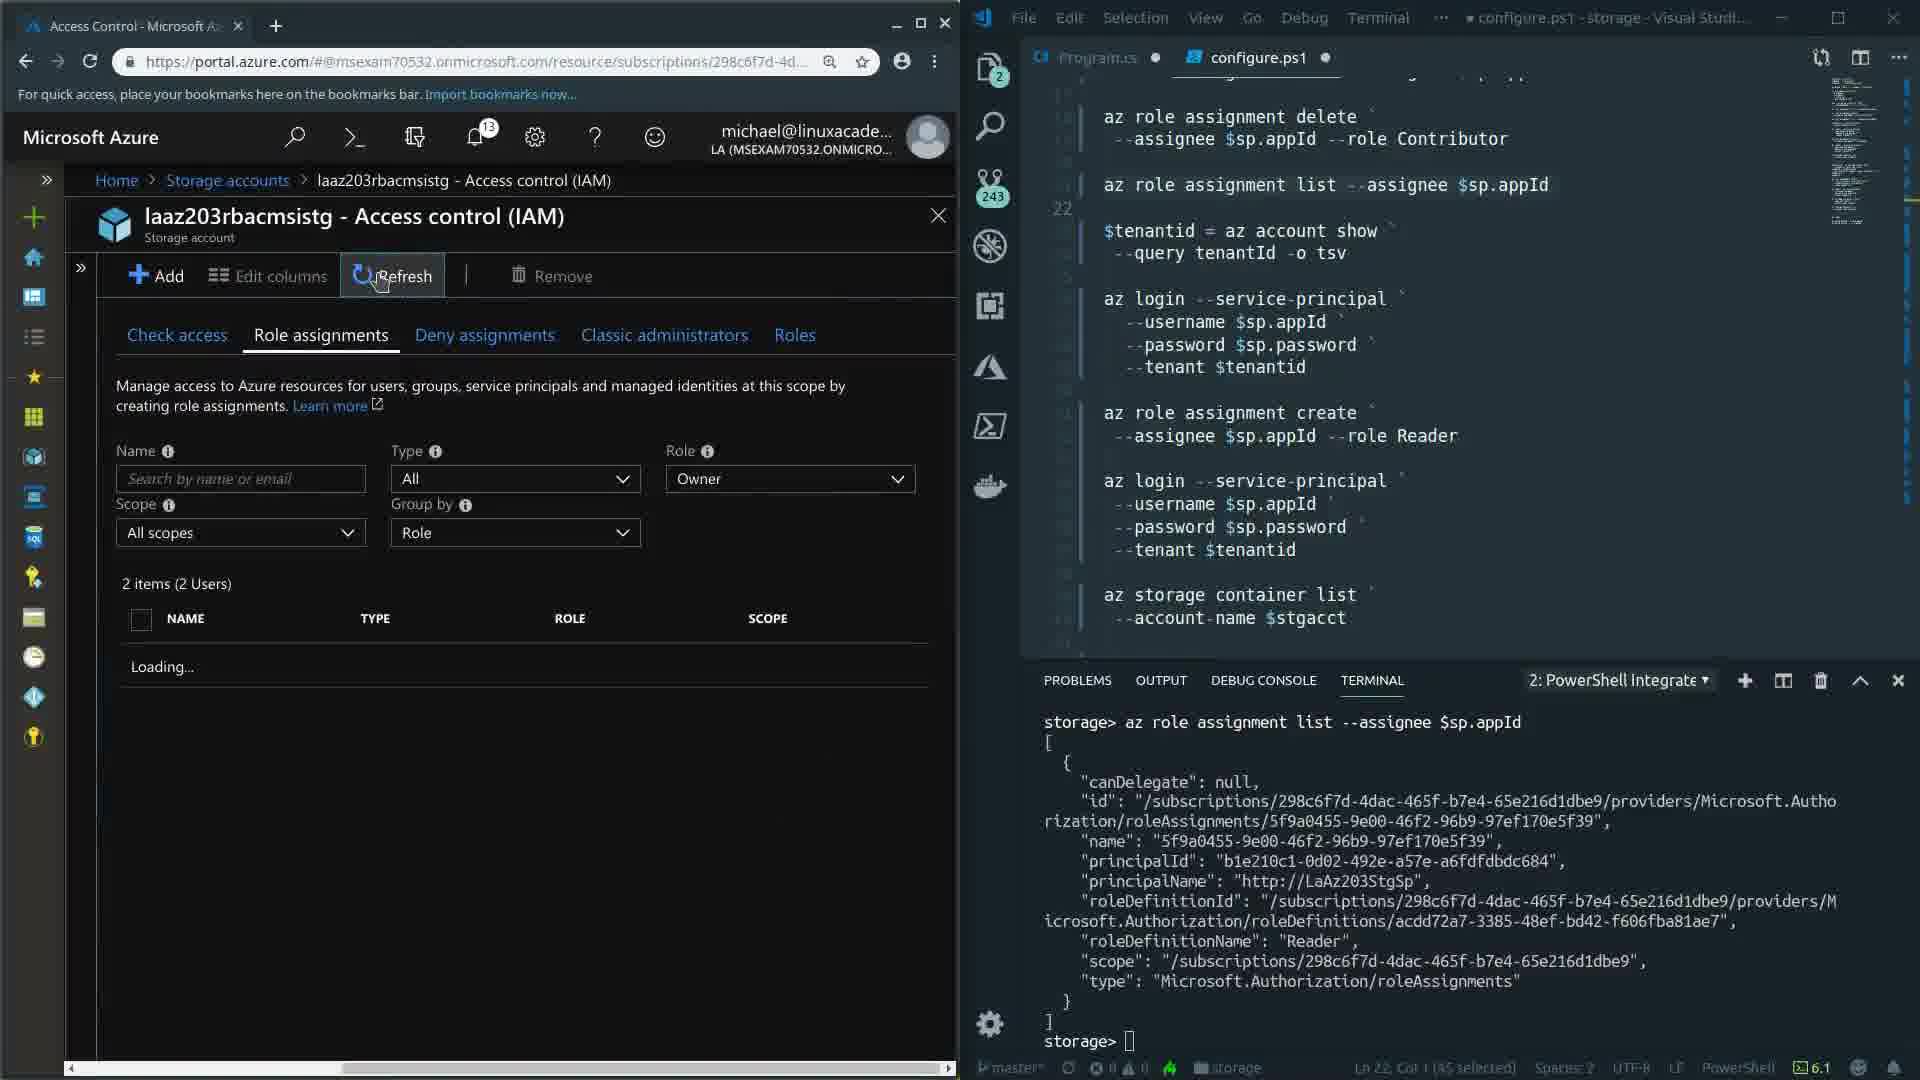 Access Control - Microsoft Az
https://portal.azure.com/#@msexam70532.onmicrosoft.com/resource/subscriptions/298c6f7d-4d...
For quick access, place your bookmarks here on the bookmarks bar. Import bookmarks now...
Microsoft Azure
13
michael@linuxacade...
LA (MSEXAM70532.ONMICRO...
Home > Storage accounts > laaz203rbacmsistg - Access control (IAM)
laaz203rbacmsistg - Access control (IAM)
Storage account
Add
Edit columns
Refresh
Remove
Check access
Role assignments
Deny assignments
Classic administrators
Roles
Manage access to Azure resources for users, groups, service principals and managed identities at this scope by
creating role assignments. Learn more
Name
Type
Role
Search by name or email
All
Owner
Scope
Group by
All scopes
Role
2 items (2 Users)
NAME TYPE ROLE SCOPE
Loading...
SQL
File Edit Selection View Go Debug Terminal ··· ● configure.ps1 - storage - Visual Studi...
Program.cs
configure.ps1
2
243
az role assignment delete `
--assignee $sp.appId --role Contributor
az role assignment list --assignee $sp.appId
22
$tenantid = az account show `
--query tenantId -o tsv
az login --service-principal `
--username $sp.appId `
--password $sp.password `
--tenant $tenantid
az role assignment create `
--assignee $sp.appId --role Reader
az login --service-principal `
--username $sp.appId `
--password $sp.password `
--tenant $tenantid
az storage container list `
--account-name $stgacct
PROBLEMS OUTPUT DEBUG CONSOLE TERMINAL
2: PowerShell Integrate
storage> az role assignment list --assignee $sp.appId
[
{
"canDelegate": null,
"id": "/subscriptions/298c6f7d-4dac-465f-b7e4-65e216d1dbe9/providers/Microsoft.Autho
rization/roleAssignments/5f9a0455-9e00-46f2-96b9-97ef170e5f39",
"name": "5f9a0455-9e00-46f2-96b9-97ef170e5f39",
"principalId": "b1e210c1-0d02-492e-a57e-a6fdfdbdc684",
"principalName": "http://LaAz203StgSp",
"roleDefinitionId": "/subscriptions/298c6f7d-4dac-465f-b7e4-65e216d1dbe9/providers/M
icrosoft.Authorization/roleDefinitions/acdd72a7-3385-48ef-bd42-f606fba81ae7",
"roleDefinitionName": "Reader",
"scope": "/subscriptions/298c6f7d-4dac-465f-b7e4-65e216d1dbe9",
"type": "Microsoft.Authorization/roleAssignments"
}
]
storage>
master*
0
0
storage
Ln 22, Col 1 (45 selected)
Spaces: 2
UTF-8
LF
PowerShell
6.1